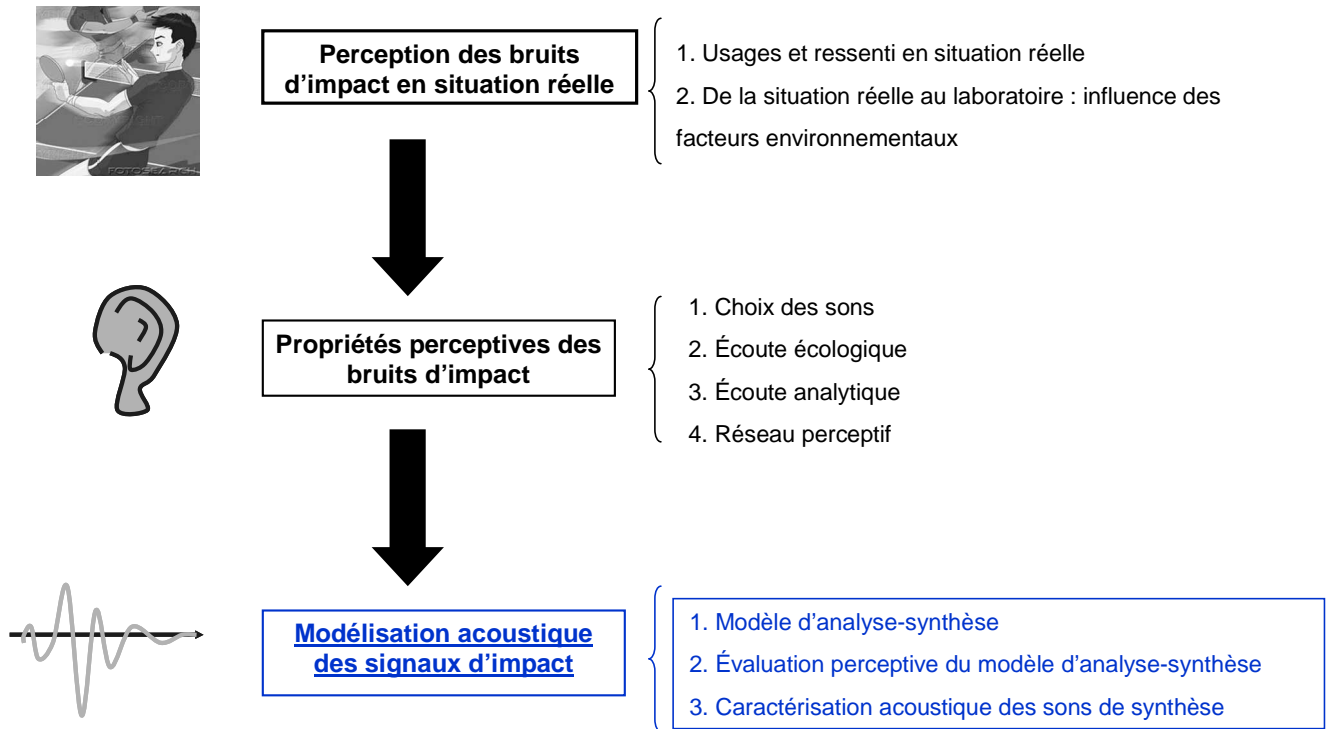 Perception des bruits
d'impact en situation réelle
1. Usages et ressenti en situation réelle
2. De la situation réelle au laboratoire : influence des
facteurs environnementaux
FOTOSEARCH
Propriétés perceptives des
bruits d'impact
1. Choix des sons
2. Écoute écologique
3. Écoute analytique
4. Réseau perceptif
Modélisation acoustique
des signaux d'impact
1. Modèle d'analyse-synthèse
2. Évaluation perceptive du modèle d'analyse-synthèse
3. Caractérisation acoustique des sons de synthèse